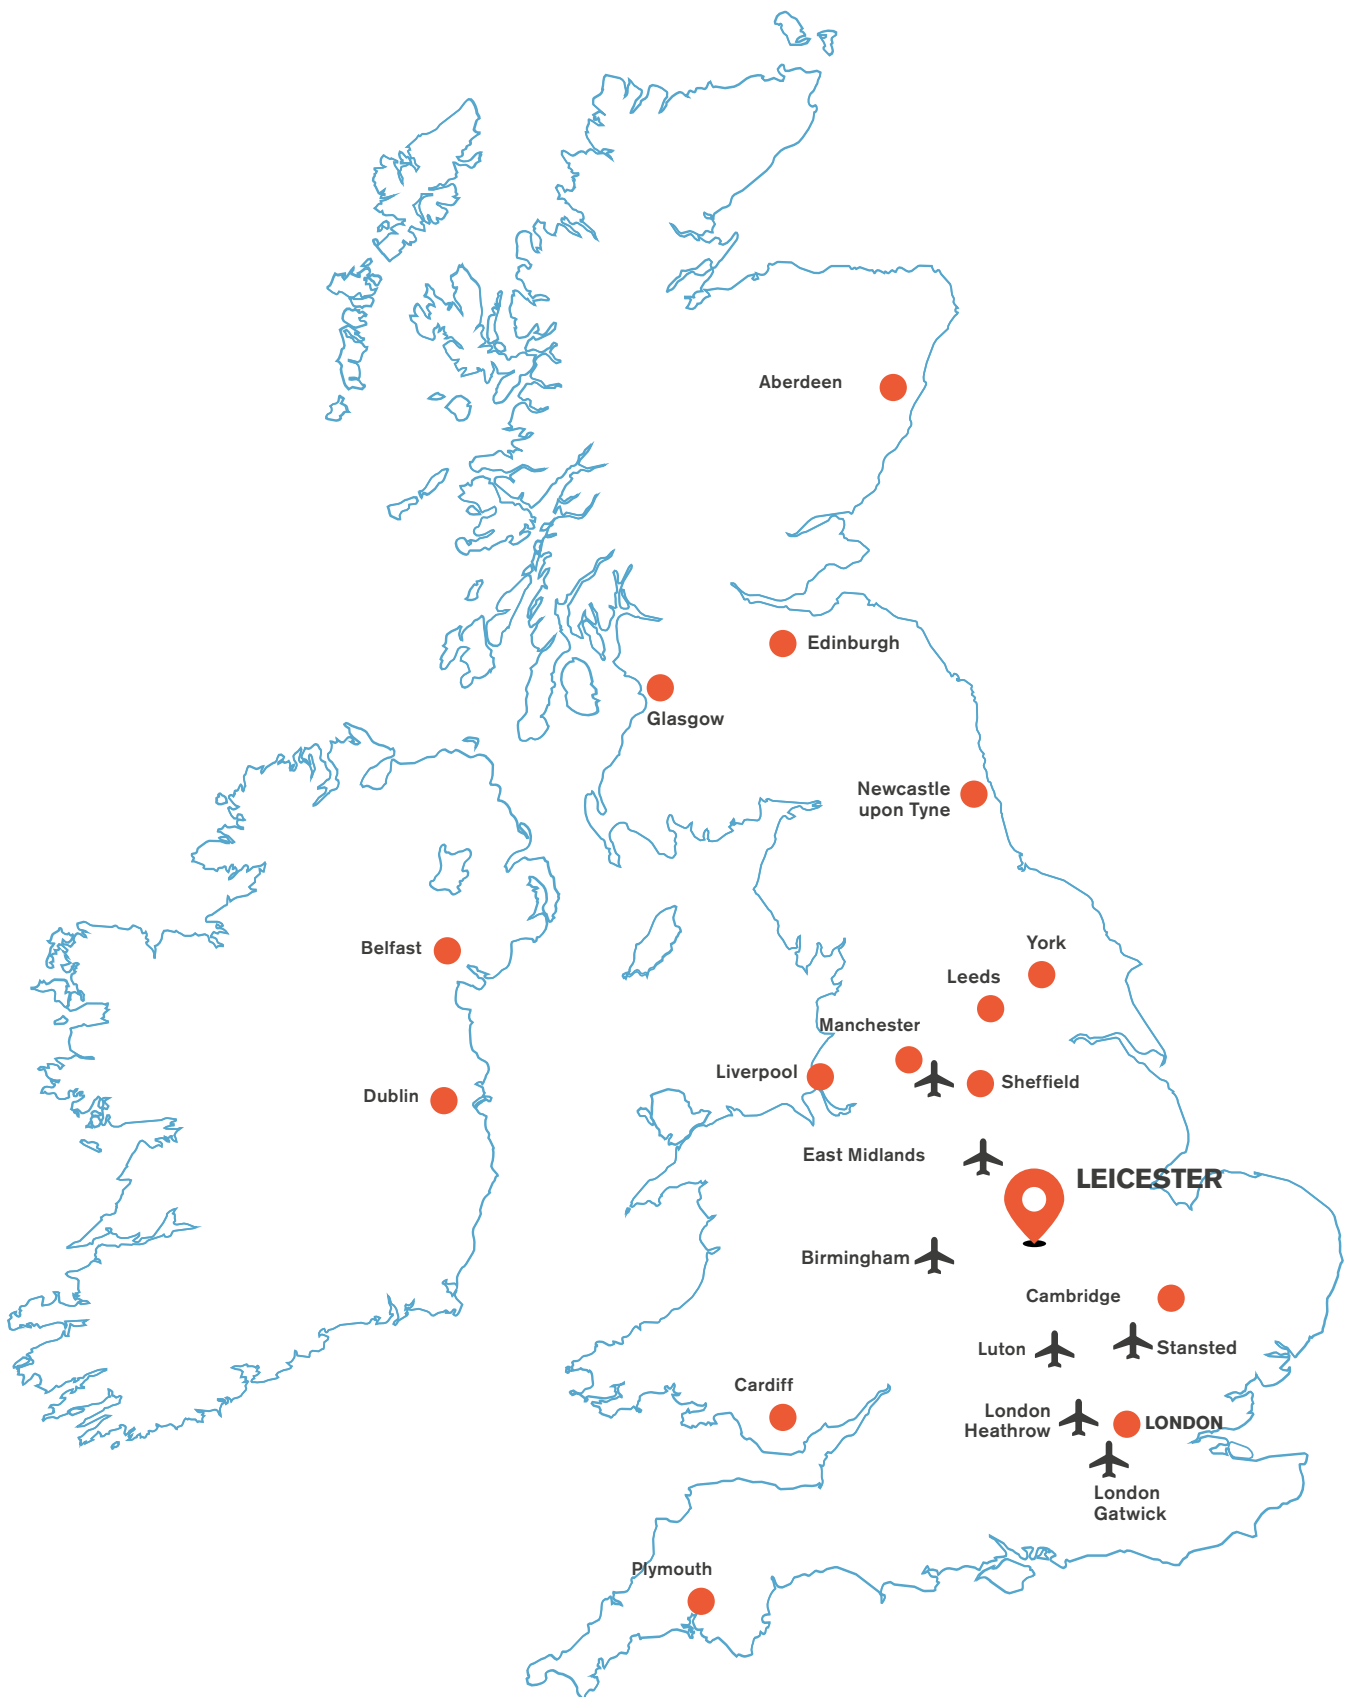 Aberdeen
Edinburgh
Glasgow
Newcastle
upon Tyne
Belfast
York
Leeds
Manchester
Liverpool
Sheffield
Dublin
East Midlands
LEICESTER
Birmingham
Cambridge
Luton
Stansted
Cardiff
London
Heathrow
LONDON
London
Gatwick
Plymouth